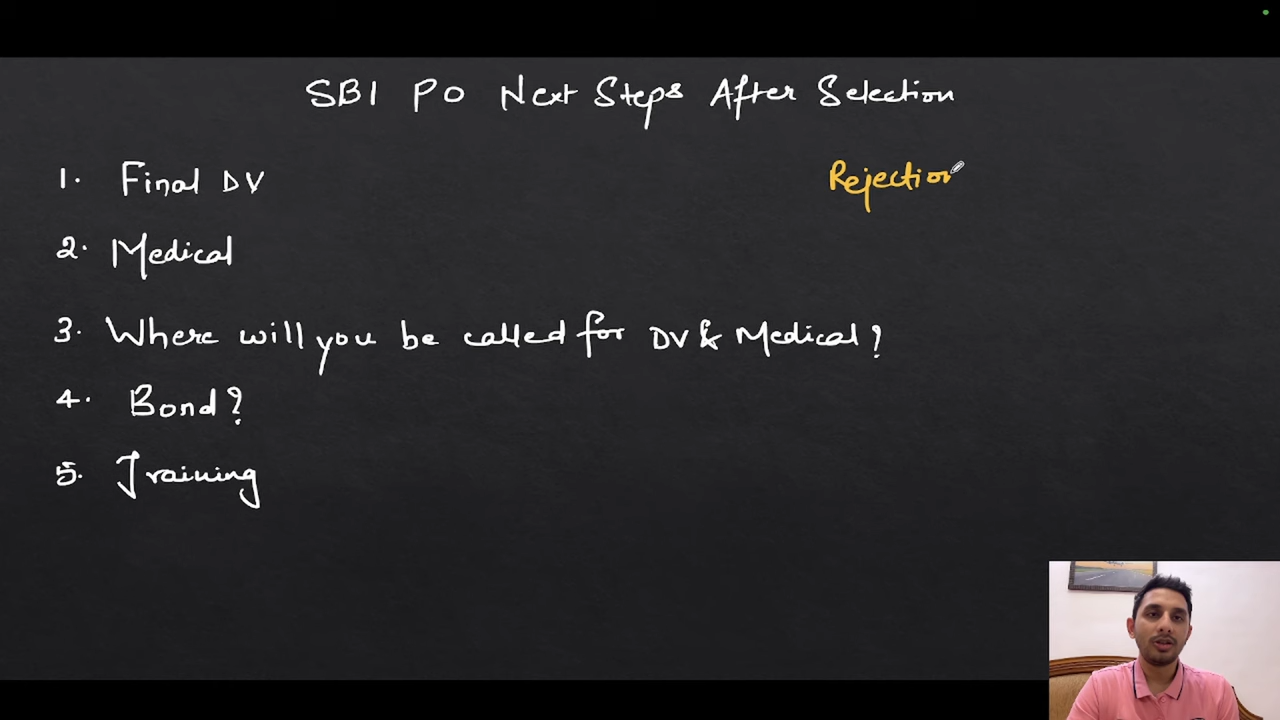 SBI PO Next Steps After Selection
1. Final DV
Rejection
2. Medical
3. Where will you be called for DV & Medical?
4. Bond?
5. Training